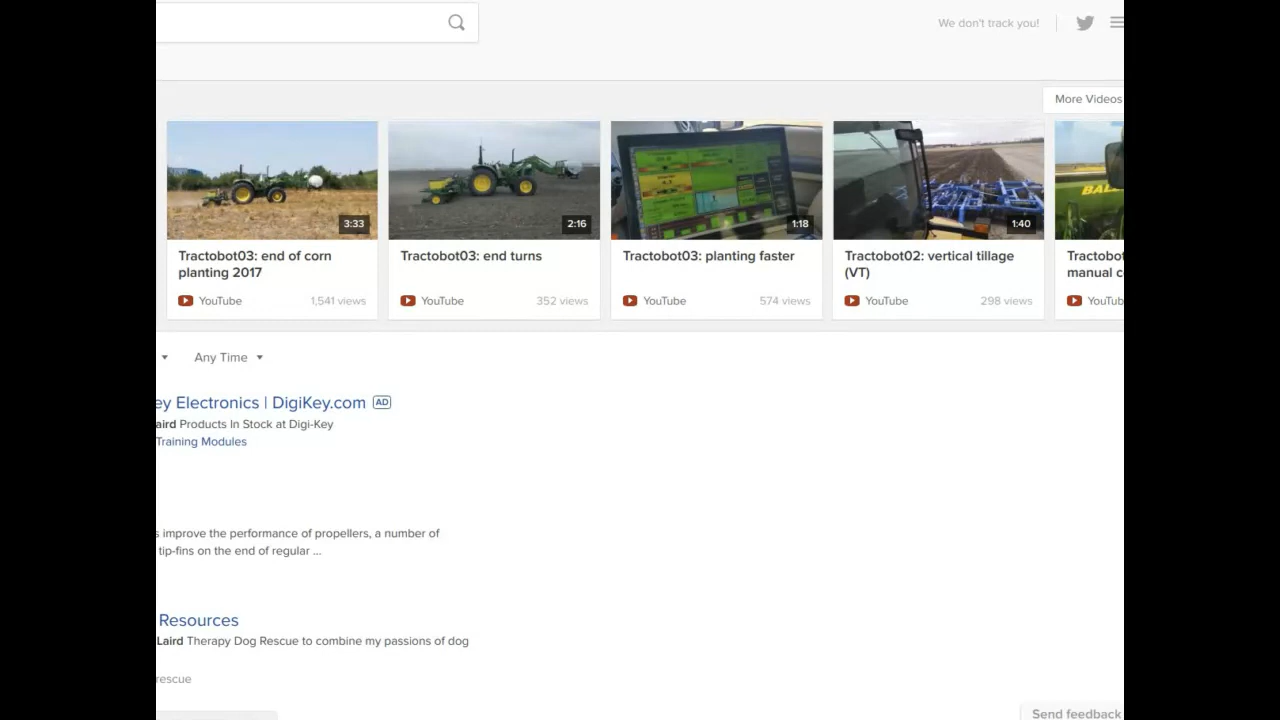 We don't track you!
More Videos
3:33
2:16
1:18
1:40
Tractobot03: end of corn
planting 2017
YouTube
1,541 views
Tractobot03: end turns
YouTube
352 views
Tractobot03: planting faster
YouTube
574 views
Tractobot02: vertical tillage
(VT)
YouTube
298 views
Tractobot
manual c
YouTub
Any Time
ey Electronics | DigiKey.com AD
aird Products In Stock at Digi-Key
Training Modules
s improve the performance of propellers, a number of
tip-fins on the end of regular ...
Resources
Laird Therapy Dog Rescue to combine my passions of dog
rescue
Send feedback